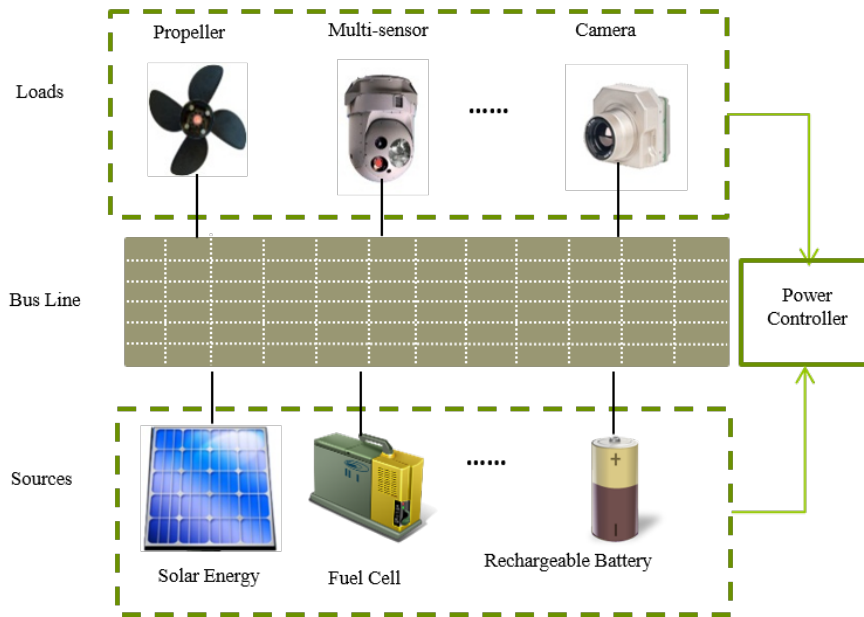 Propeller
Multi-sensor
Camera
Loads
......
Bus Line
Power
Controller
Sources
......
+
Solar Energy
Fuel Cell
Rechargeable Battery